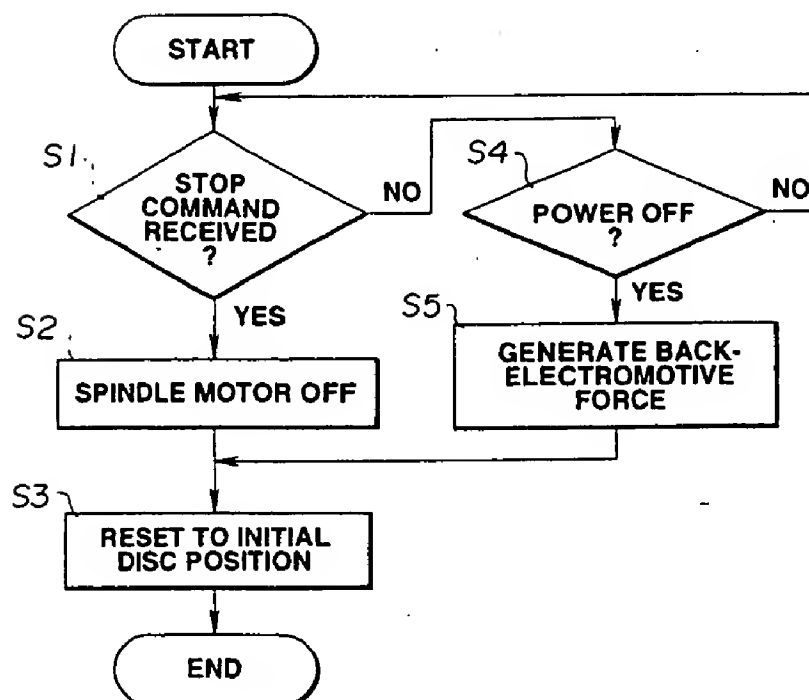 START
S1
STOP
COMMAND
RECEIVED
?
NO
YES
S4
POWER OFF
?
NO
YES
S2
SPINDLE MOTOR OFF
S5
GENERATE BACK-
ELECTROMOTIVE
FORCE
S3
RESET TO INITIAL
DISC POSITION
END